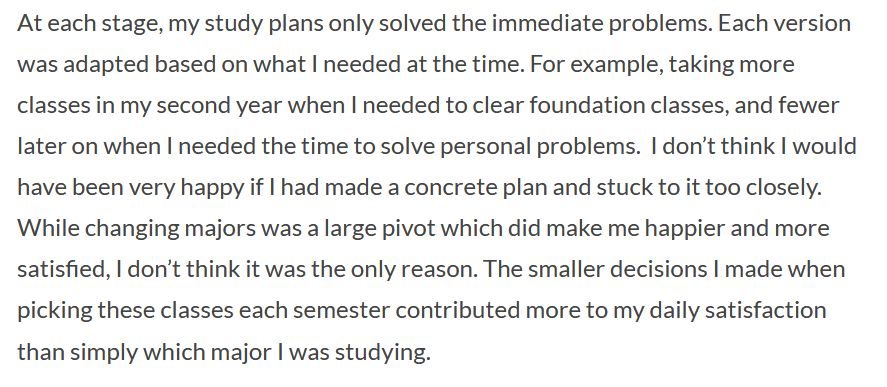 At each stage, my study plans only solved the immediate problems. Each version
was adapted based on what I needed at the time. For example, taking more
classes in my second year when I needed to clear foundation classes, and fewer
later on when I needed the time to solve personal problems.  I don’t think I would
have been very happy if I had made a concrete plan and stuck to it too closely.
While changing majors was a large pivot which did make me happier and more
satisfied, I don’t think it was the only reason. The smaller decisions I made when
picking these classes each semester contributed more to my daily satisfaction
than simply which major I was studying.